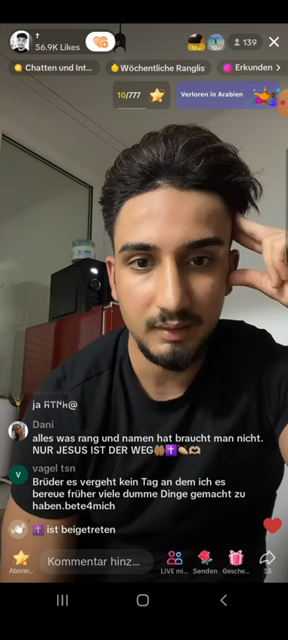 †
56.9K Likes
139
Chatten und Int...
Wöchentliche Ranglis
Erkunden >
10/777
Verloren in Arabien
Dani
alles was rang und namen hat braucht man nicht.
NUR JESUS IST DER WEG🤲🏽✝️🫶🏽
V
vagel tsn
Brüder es vergeht kein Tag an dem ich es
bereue früher viele dumme Dinge gemacht zu
haben.bete4mich
✝️ ist beigetreten
Kommentar hinz...
Abonn...
LIVE mi...
Senden
Gesche...